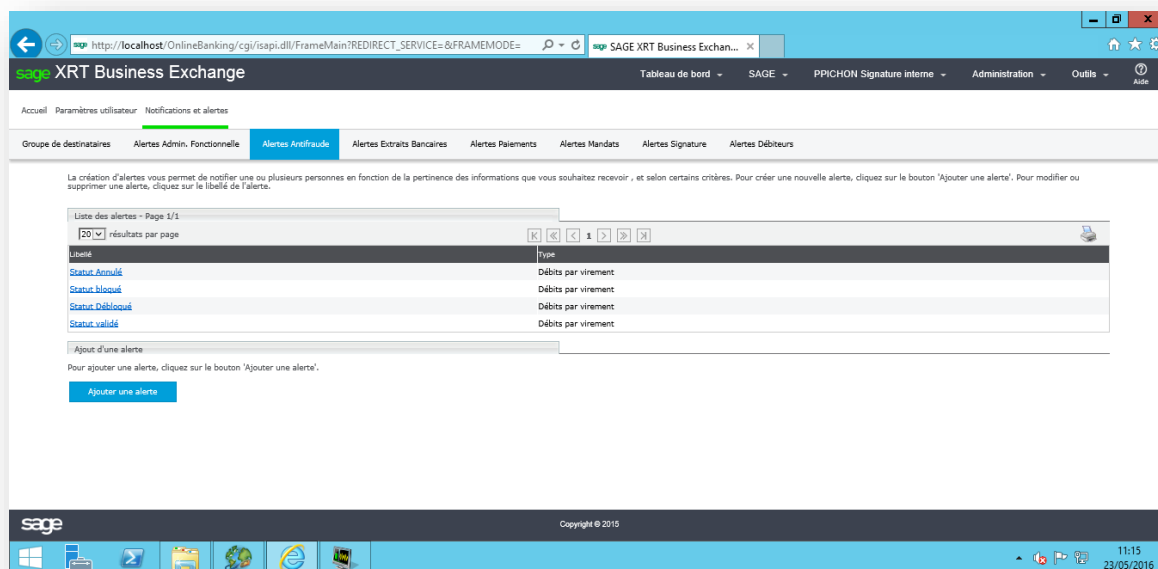 sage http://localhost/OnlineBanking/cgi/isapi.dll/FrameMain?REDIRECT_SERVICE=&FRAMEMODE=
sage SAGE XRT Business Exchan...
sage XRT Business Exchange
Tableau de bord SAGE PPICHON Signature interne Administration Outils Aide
Accueil Paramètres utilisateur Notifications et alertes
Groupe de destinataires Alertes Admin. Fonctionnelle Alertes Antifraude Alertes Extraits Bancaires Alertes Paiements Alertes Mandats Alertes Signature Alertes Débiteurs
La création d'alertes vous permet de notifier une ou plusieurs personnes en fonction de la pertinence des informations que vous souhaitez recevoir , et selon certains critères. Pour créer une nouvelle alerte, cliquez sur le bouton 'Ajouter une alerte'. Pour modifier ou
supprimer une alerte, cliquez sur le libellé de l'alerte.
Liste des alertes - Page 1/1
20 résultats par page 1
Libellé Type
Statut Annulé Débits par virement
Statut bloqué Débits par virement
Statut Débloqué Débits par virement
Statut validé Débits par virement
Ajout d'une alerte
Pour ajouter une alerte, cliquez sur le bouton 'Ajouter une alerte'.
Ajouter une alerte
sage Copyright © 2015
11:15
23/05/2016